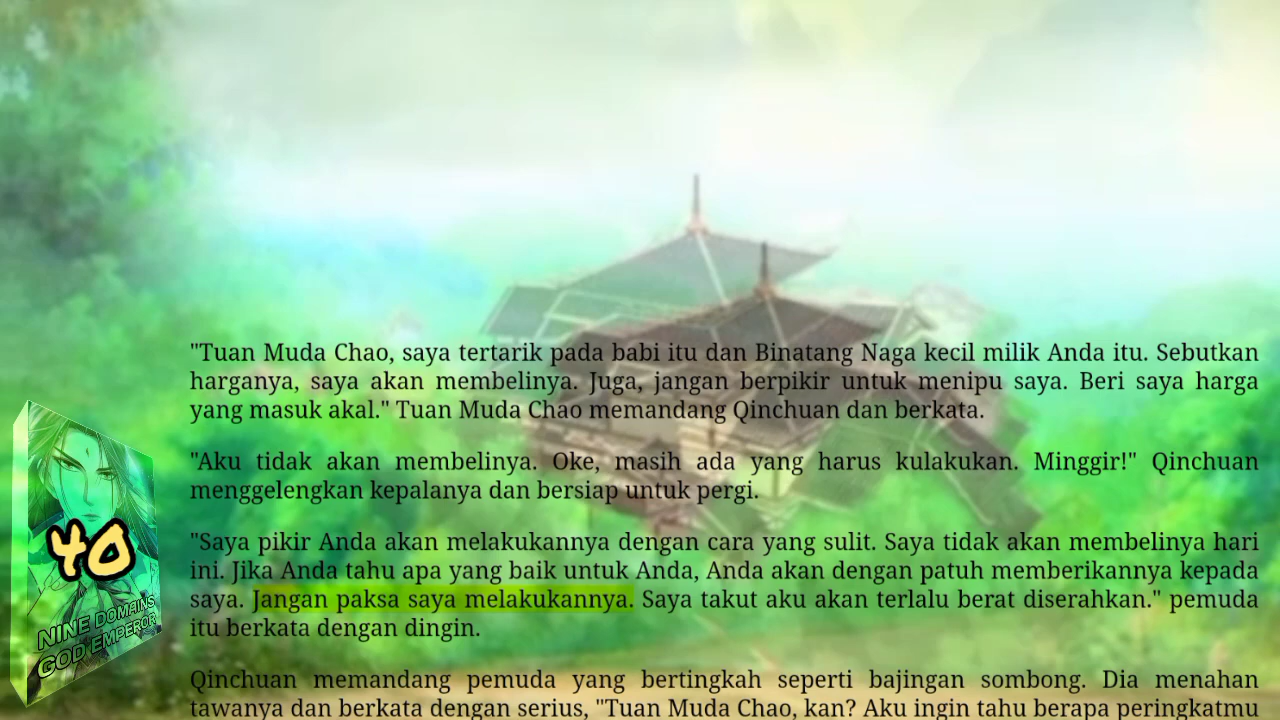 "Tuan Muda Chao, saya tertarik pada babi itu dan Binatang Naga kecil milik Anda itu. Sebutkan
harganya, saya akan membelinya. Juga, jangan berpikir untuk menipu saya. Beri saya harga
yang masuk akal." Tuan Muda Chao memandang Qinchuan dan berkata.
"Aku tidak akan membelinya. Oke, masih ada yang harus kulakukan. Minggir!" Qinchuan
menggelengkan kepalanya dan bersiap untuk pergi.
"Saya pikir Anda akan melakukannya dengan cara yang sulit. Saya tidak akan membelinya hari
ini. Jika Anda tahu apa yang baik untuk Anda, Anda akan dengan patuh memberikannya kepada
saya. Jangan paksa saya melakukannya. Saya takut aku akan terlalu berat diserahkan." pemuda
itu berkata dengan dingin.
Qinchuan memandang pemuda yang bertingkah seperti bajingan sombong. Dia menahan
tawanya dan berkata dengan serius, "Tuan Muda Chao, kan? Aku ingin tahu berapa peringkatmu
40
NINE DOMAINS
GOD EMPEROR